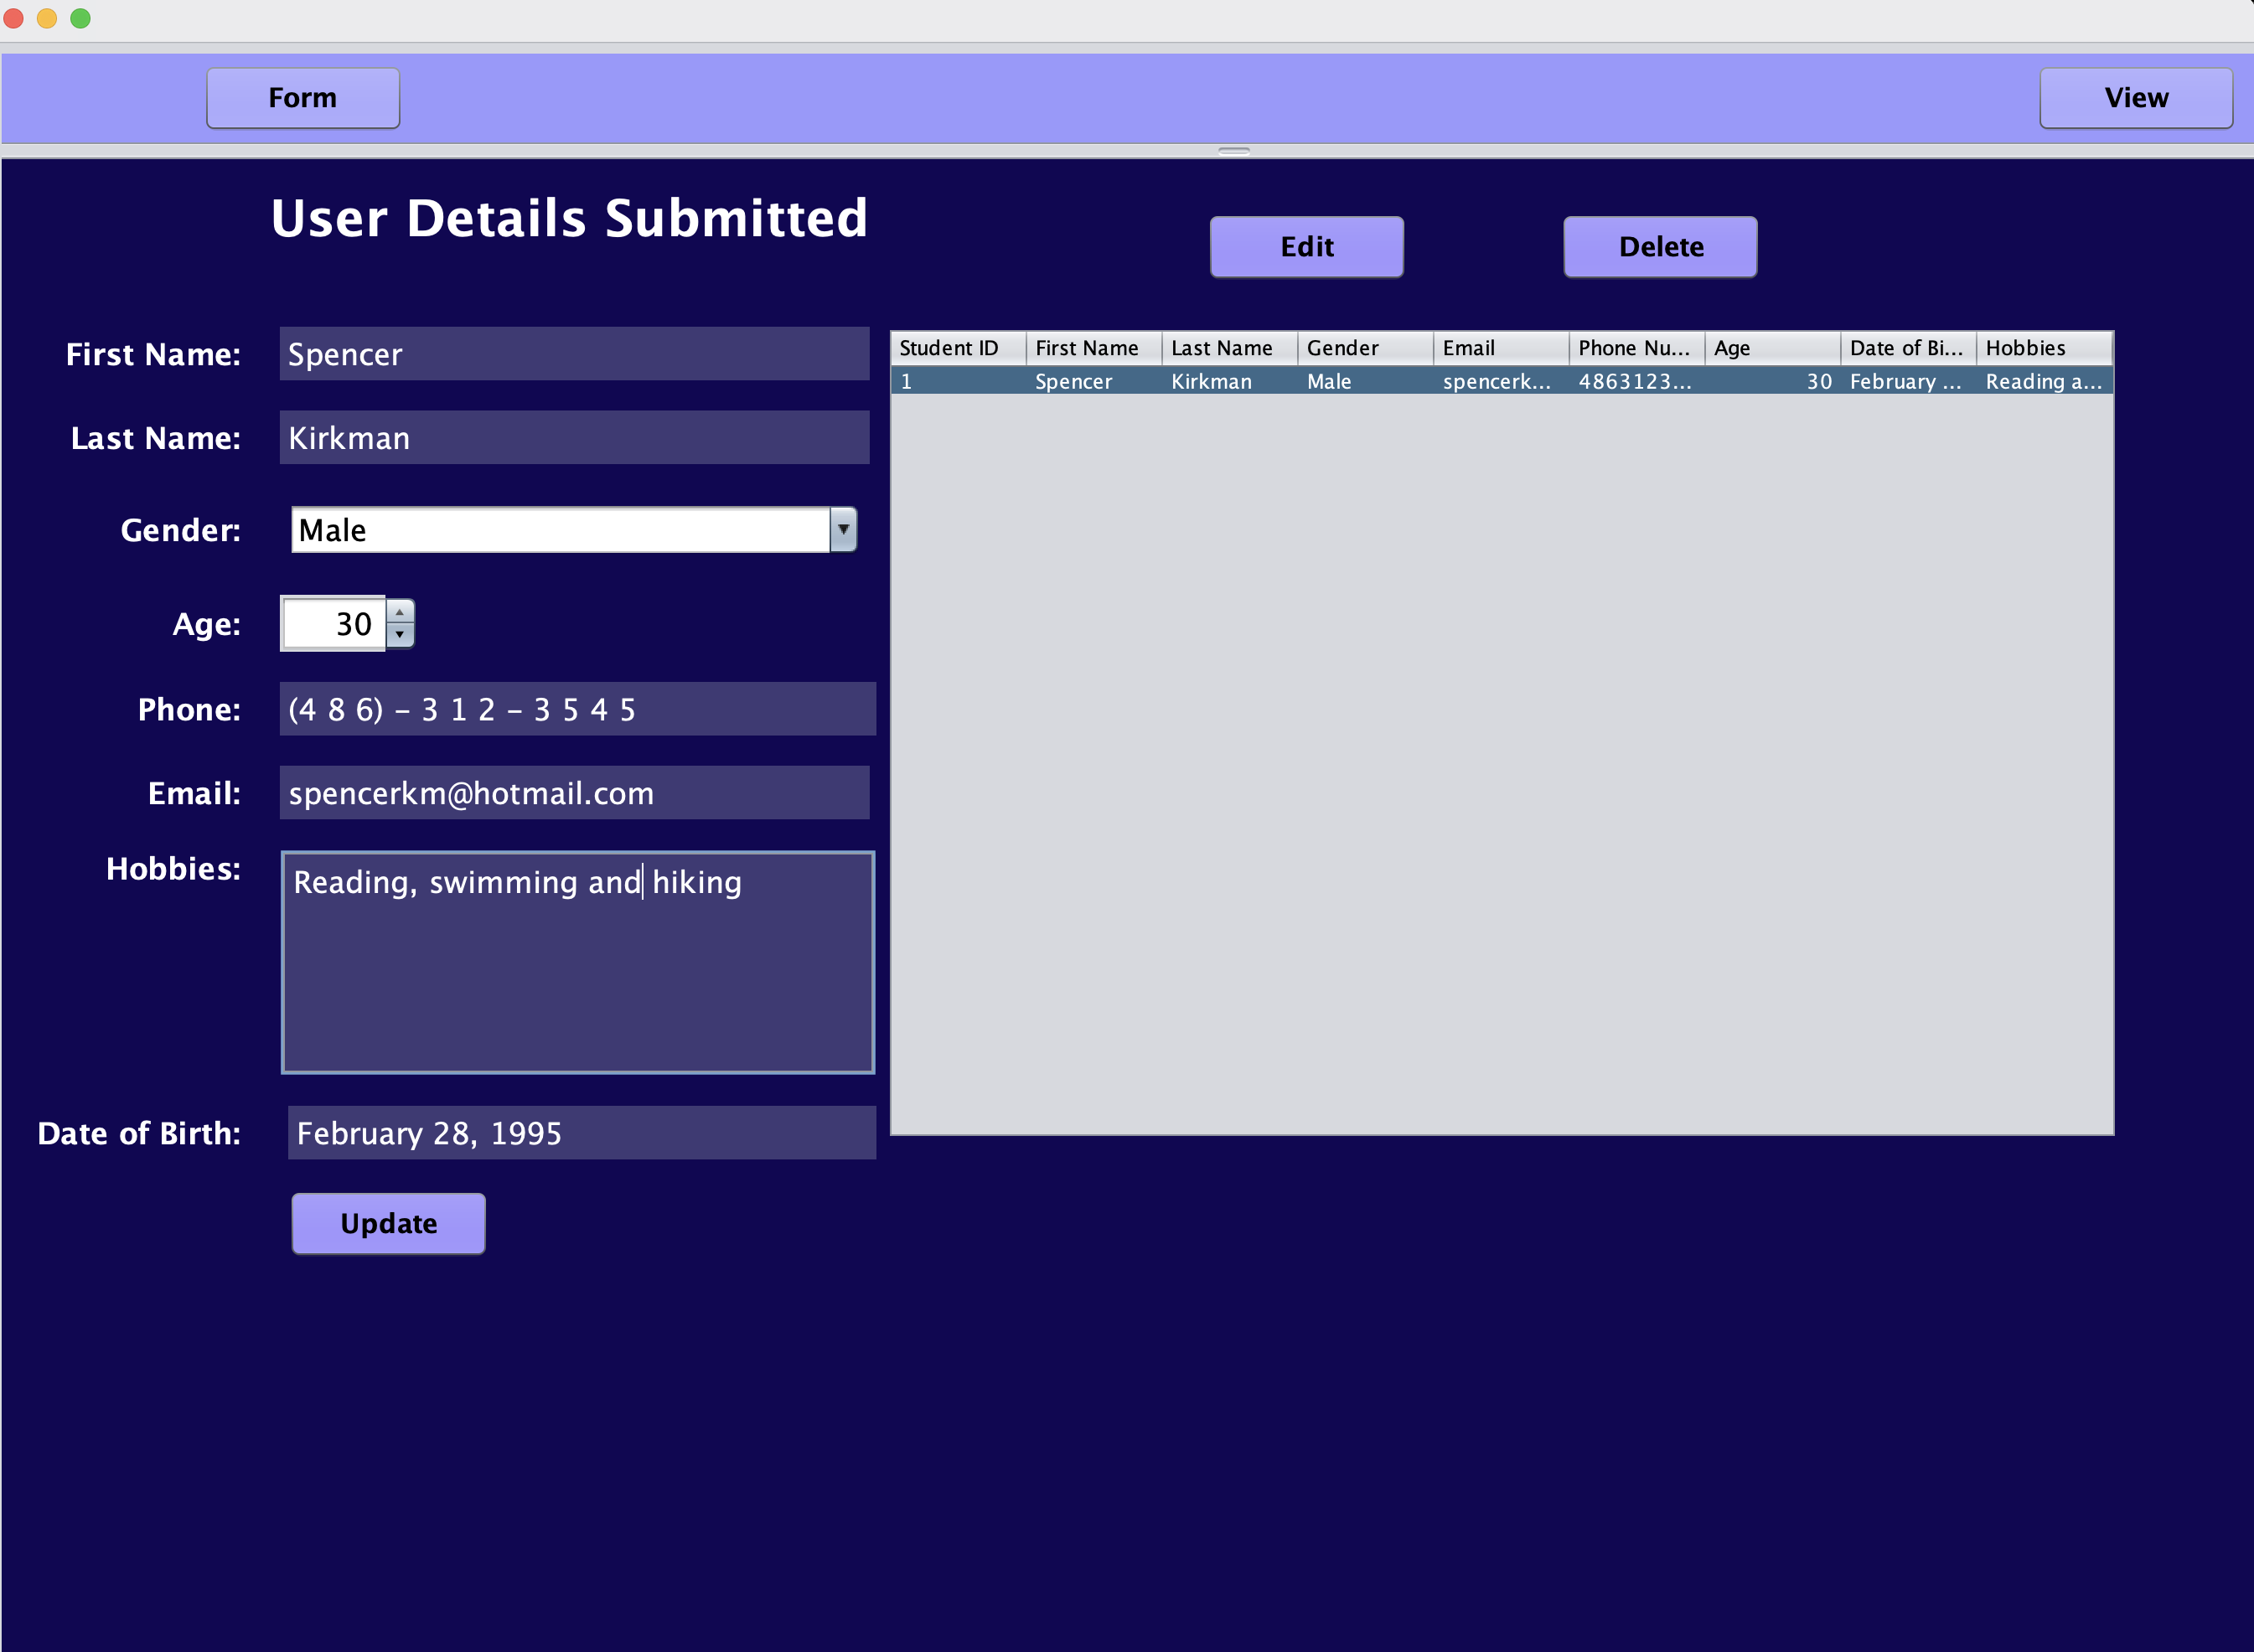 Form
View
User Details Submitted
Edit
Delete
First Name: Spencer
Last Name: Kirkman
Gender: Male
Age: 30
Phone: (4 8 6) – 3 1 2 – 3 5 4 5
Email: spencerkm@hotmail.com
Hobbies: Reading, swimming and hiking
Date of Birth: February 28, 1995
Update
Student ID First Name Last Name Gender Email Phone Nu... Age Date of Bi... Hobbies
1 Spencer Kirkman Male spencerk... 4863123... 30 February ... Reading a...